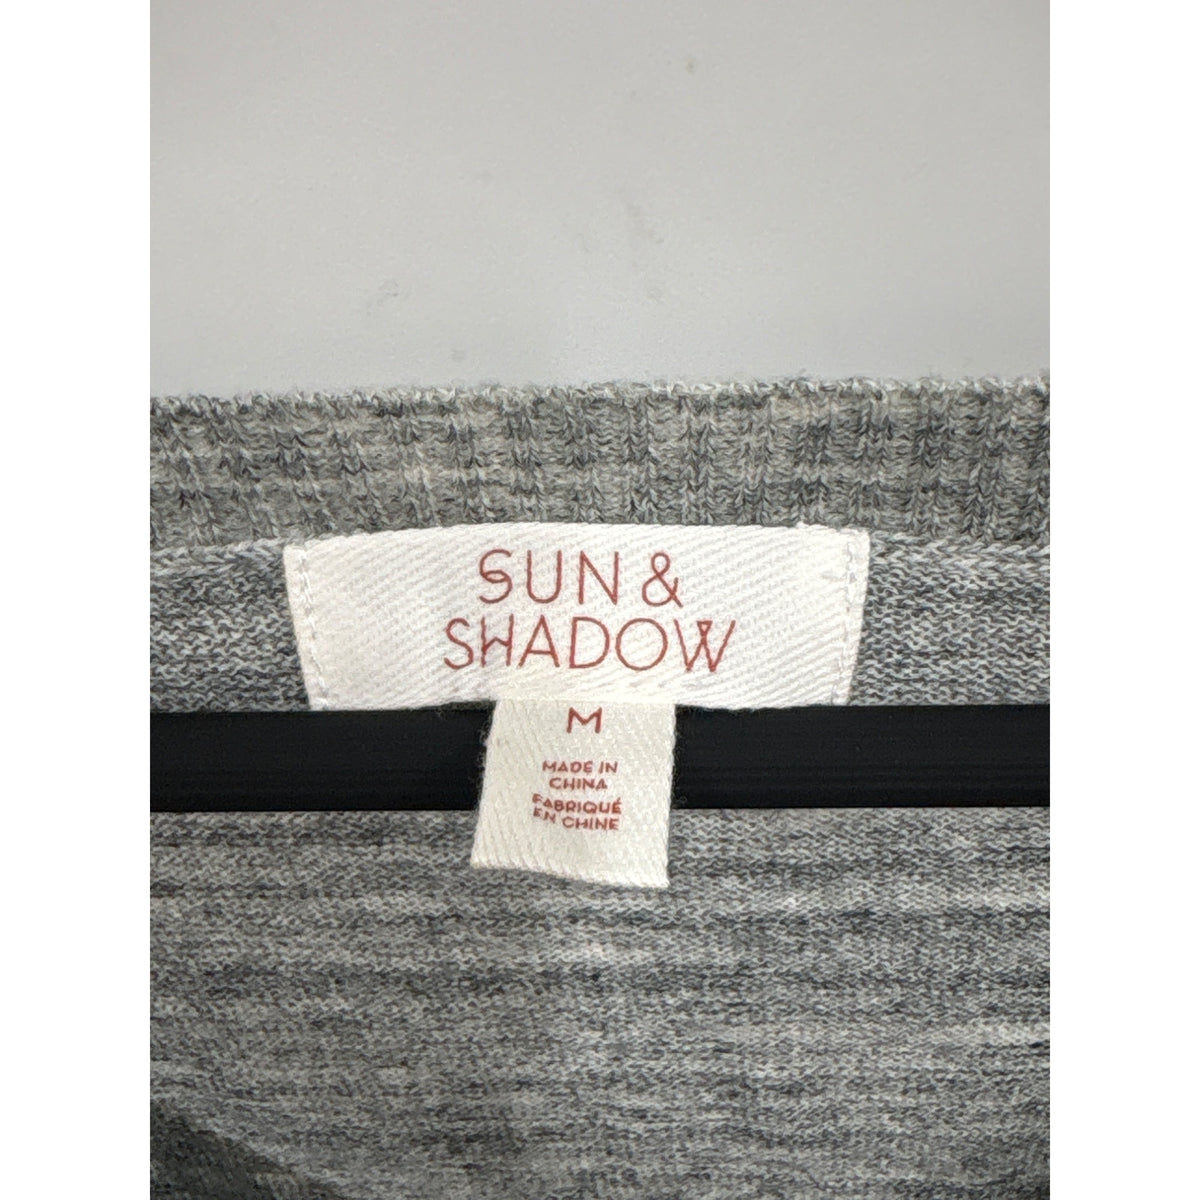 SUN &
SHADOW
M
MADE IN
CHINA
FABRIQUÉ
EN CHINE